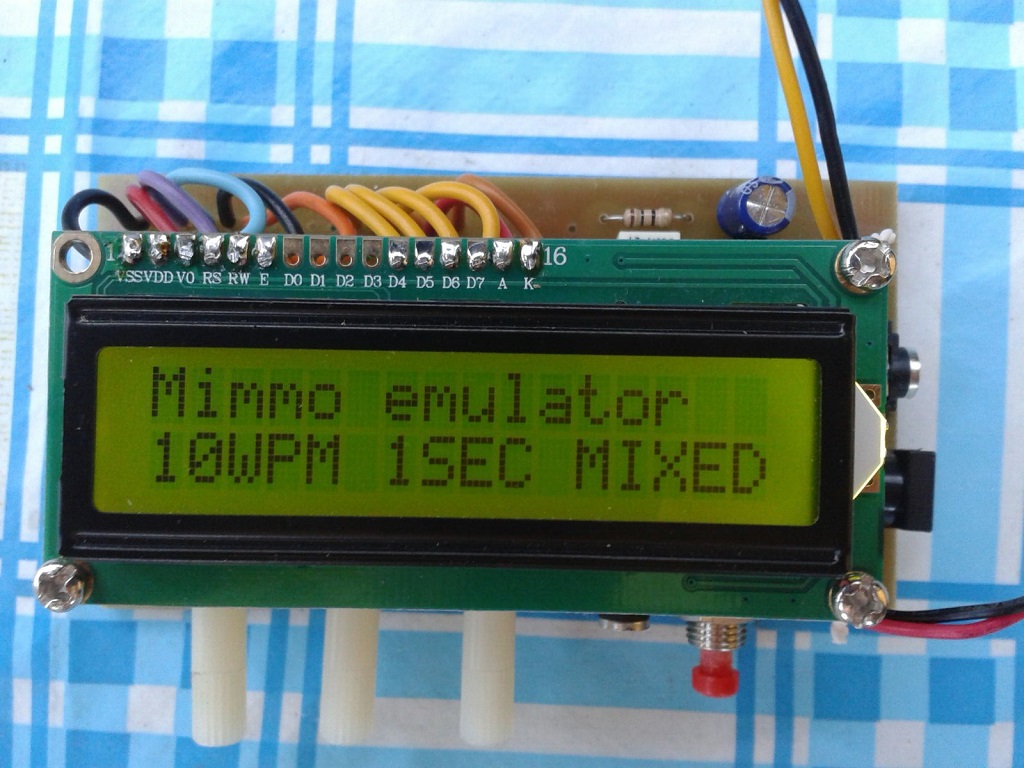 1 16
VSS VDD V0 RS RW E D0 D1 D2 D3 D4 D5 D6 D7 A K
Mimmo emulator
10WPM 1SEC MIXED